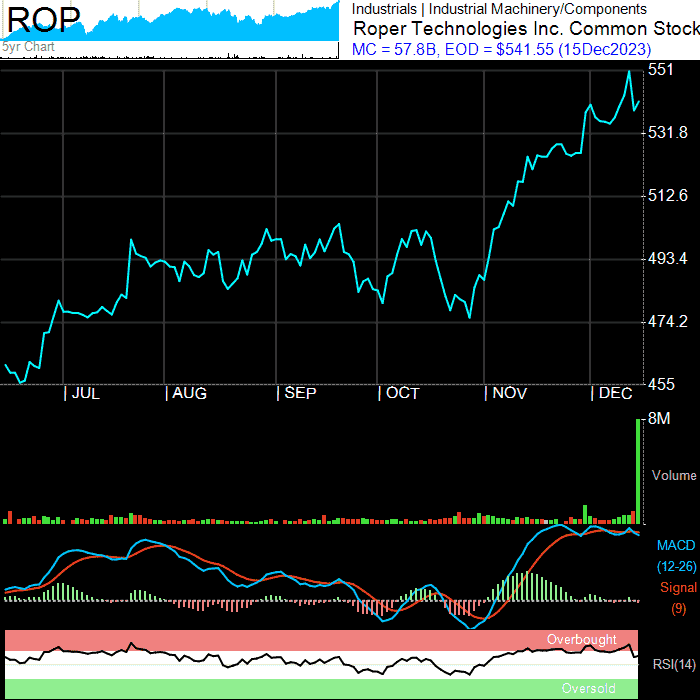 ROP
5yr Chart
Industrials | Industrial Machinery/Components
Roper Technologies Inc. Common Stock
MC = 57.8B, EOD = $541.55 (15Dec2023)
551
531.8
512.6
493.4
474.2
455
| JUL | AUG | SEP | OCT | NOV | DEC
8M
Volume
MACD
(12-26)
Signal
(9)
Overbought
RSI(14)
Oversold